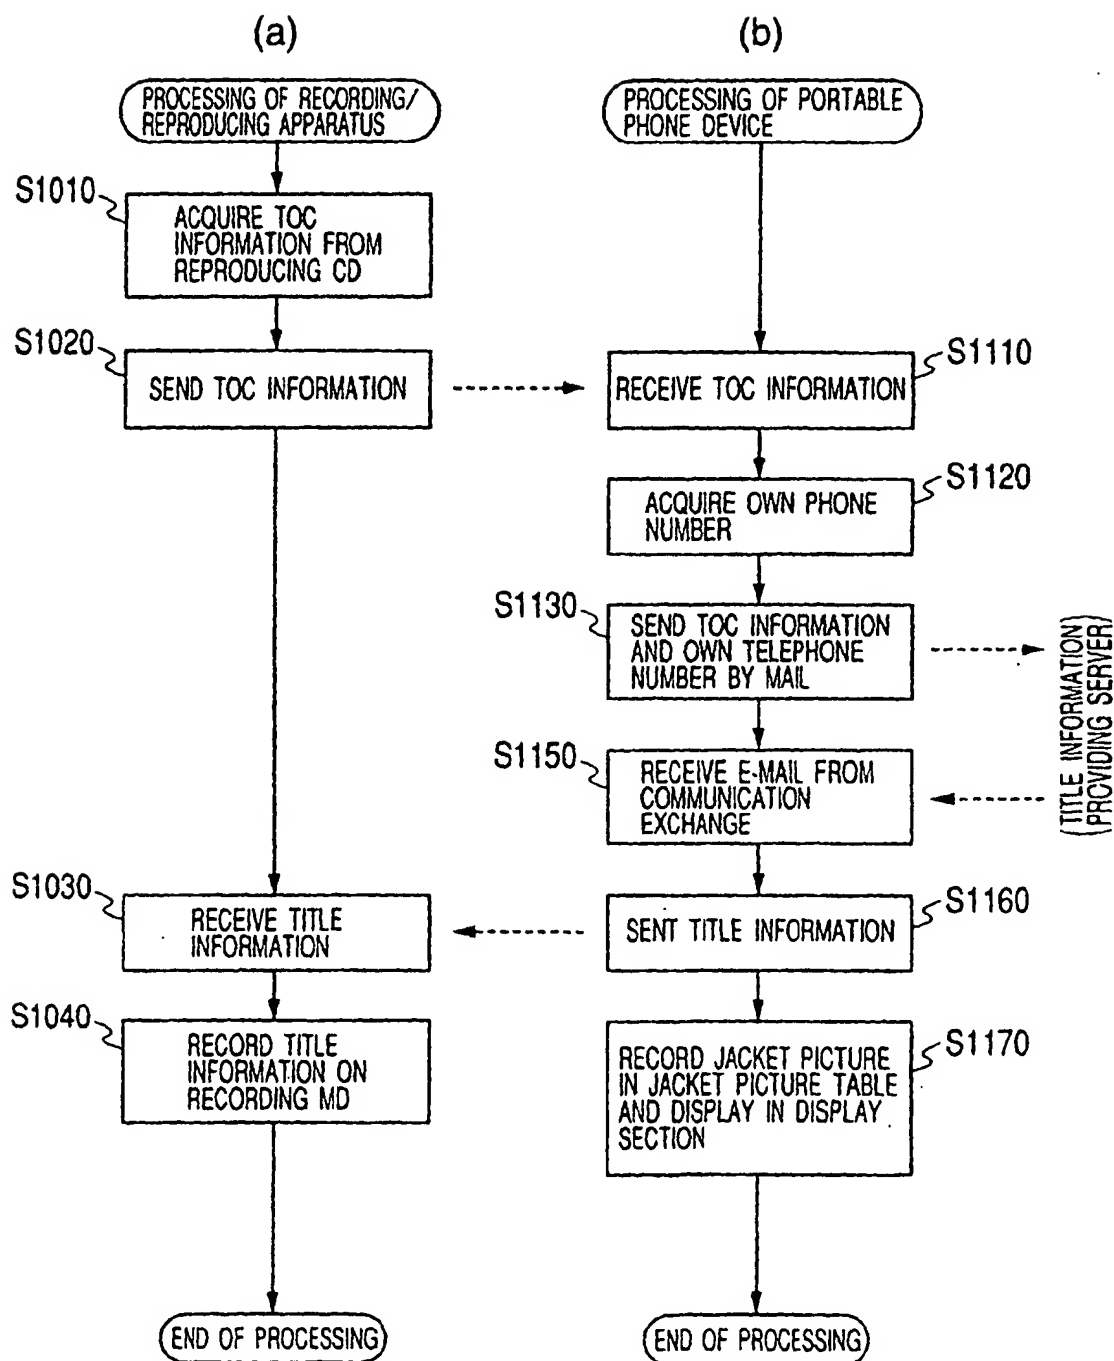 (a)
PROCESSING OF RECORDING/
REPRODUCING APPARATUS
S1010
ACQUIRE TOC
INFORMATION FROM
REPRODUCING CD
S1020
SEND TOC INFORMATION
S1030
RECEIVE TITLE
INFORMATION
S1040
RECORD TITLE
INFORMATION ON
RECORDING MD
END OF PROCESSING
(b)
PROCESSING OF PORTABLE
PHONE DEVICE
S1110
RECEIVE TOC INFORMATION
S1120
ACQUIRE OWN PHONE
NUMBER
S1130
SEND TOC INFORMATION
AND OWN TELEPHONE
NUMBER BY MAIL
S1150
RECEIVE E-MAIL FROM
COMMUNICATION
EXCHANGE
(TITLE INFORMATION
PROVIDING SERVER)
S1160
SENT TITLE INFORMATION
S1170
RECORD JACKET PICTURE
IN JACKET PICTURE TABLE
AND DISPLAY IN DISPLAY
SECTION
END OF PROCESSING